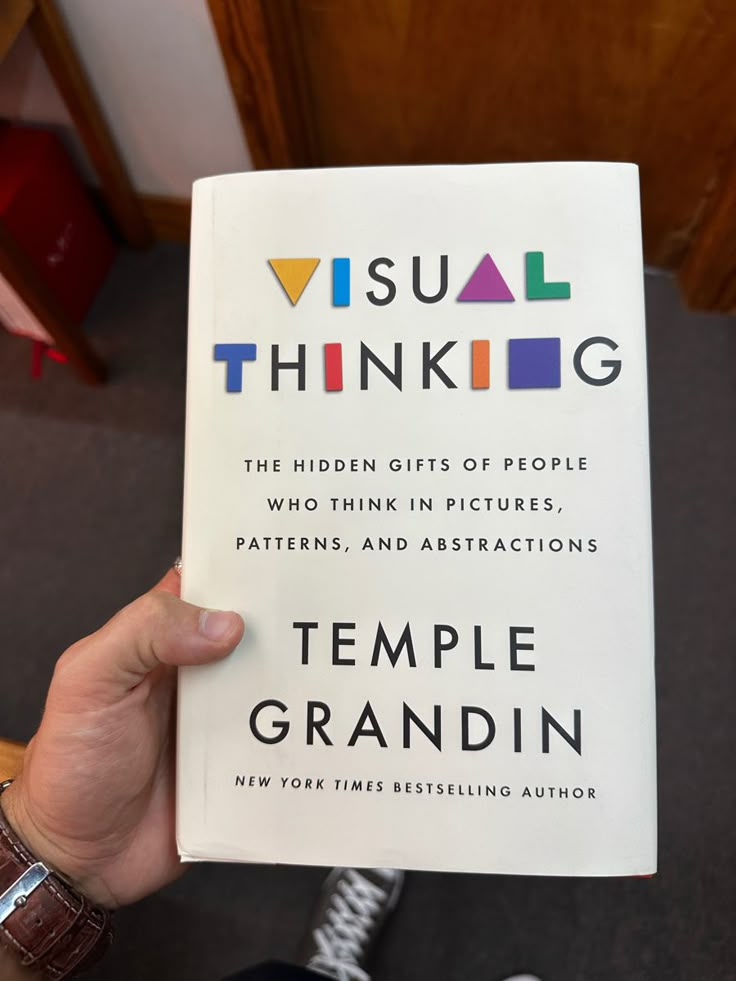 VISUAL
THINKING
THE HIDDEN GIFTS OF PEOPLE
WHO THINK IN PICTURES,
PATTERNS, AND ABSTRACTIONS
TEMPLE
GRANDIN
NEW YORK TIMES BESTSELLING AUTHOR